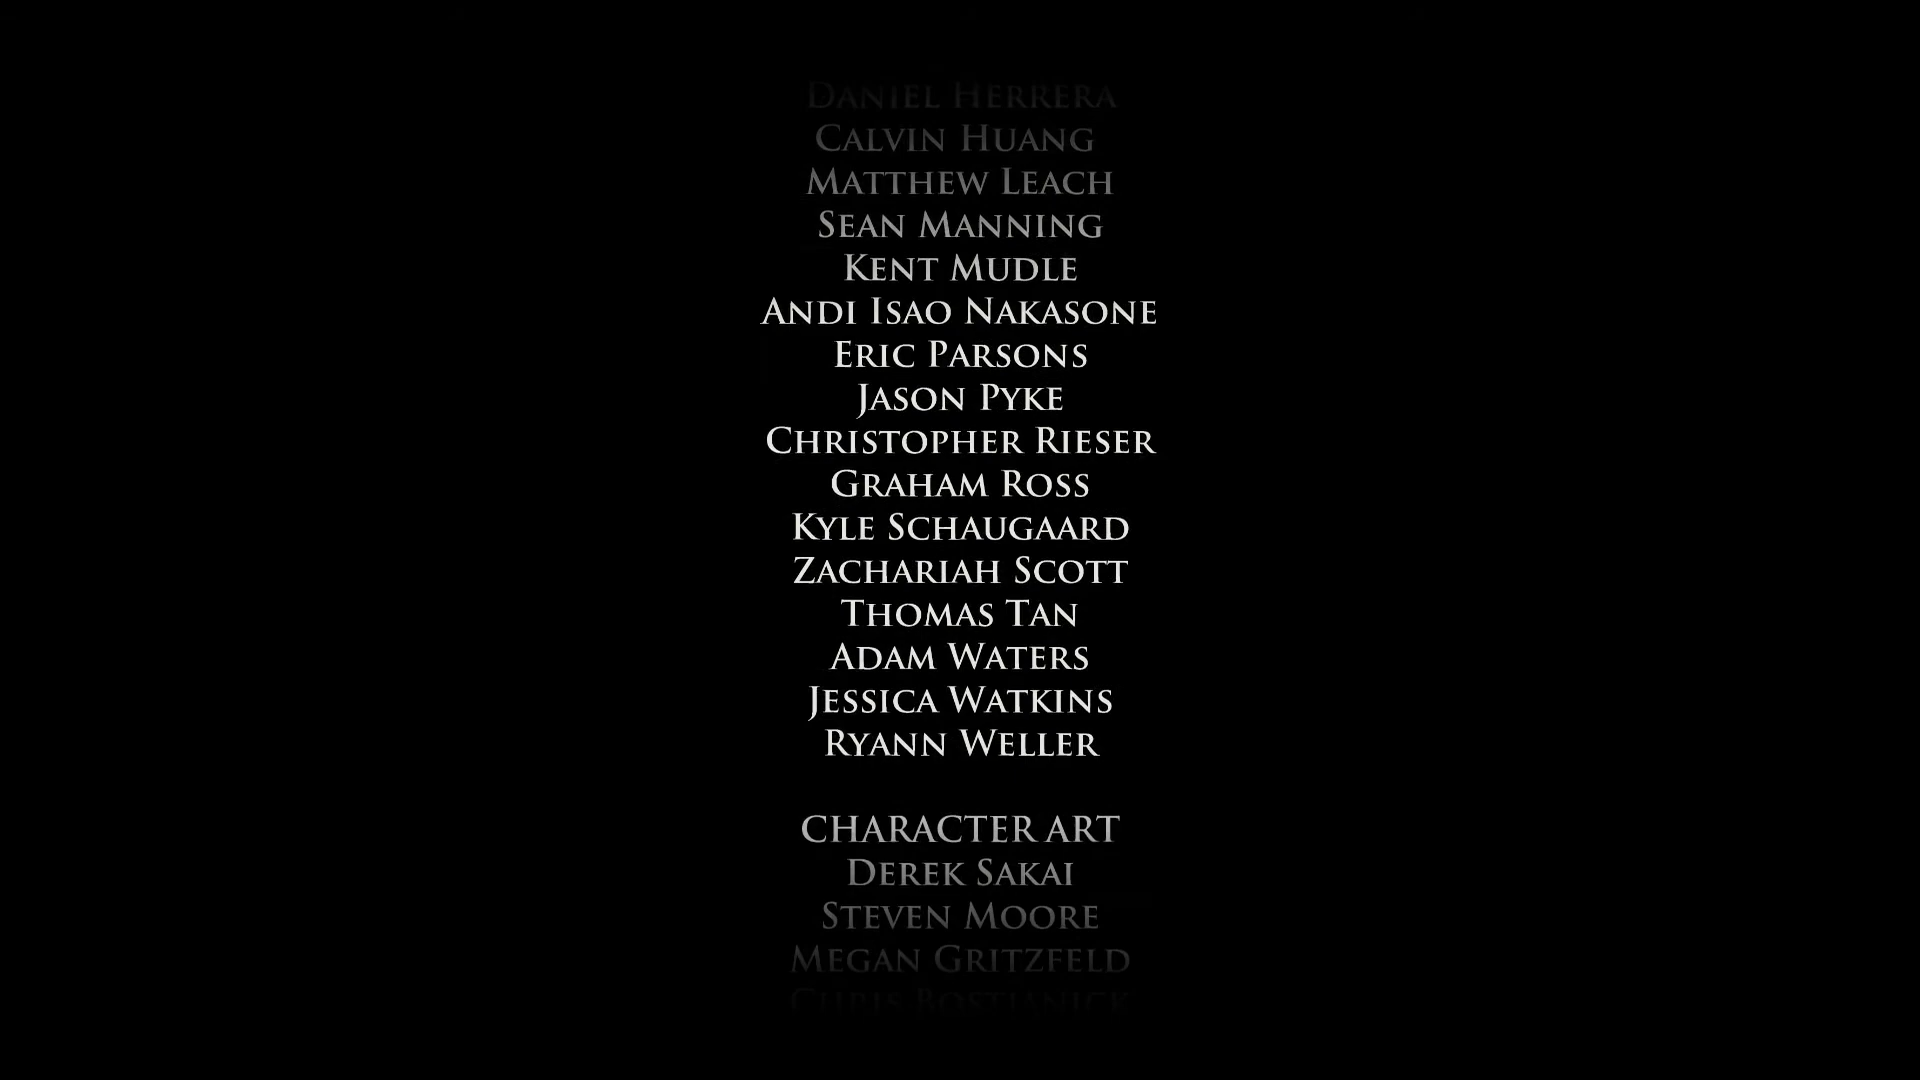 Daniel Herrera
Calvin Huang
Matthew Leach
Sean Manning
Kent Mudle
Andi Isao Nakasone
Eric Parsons
Jason Pyke
Christopher Rieser
Graham Ross
Kyle Schaugaard
Zachariah Scott
Thomas Tan
Adam Waters
Jessica Watkins
Ryann Weller
CHARACTER ART
Derek Sakai
Steven Moore
Megan Gritzfeld
Chris Bostjanick